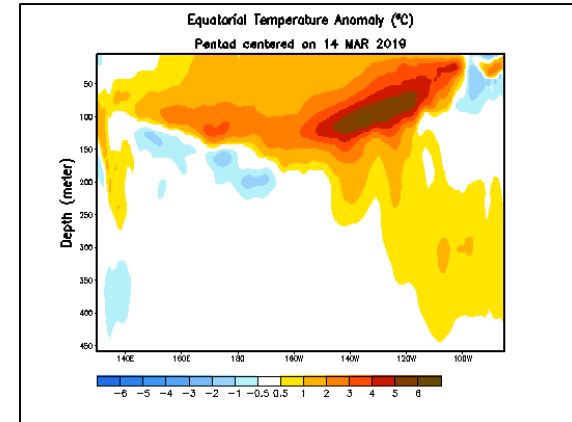 Equatorial Temperature Anomaly (°C)
Pentad centered on 14 MAR 2019
Depth (meter)
50
100
150
200
250
300
350
400
450
140E 160E 180 160W 140W 120W 100W
-6 -5 -4 -3 -2 -1 -0.5 0.5 1 2 3 4 5 6